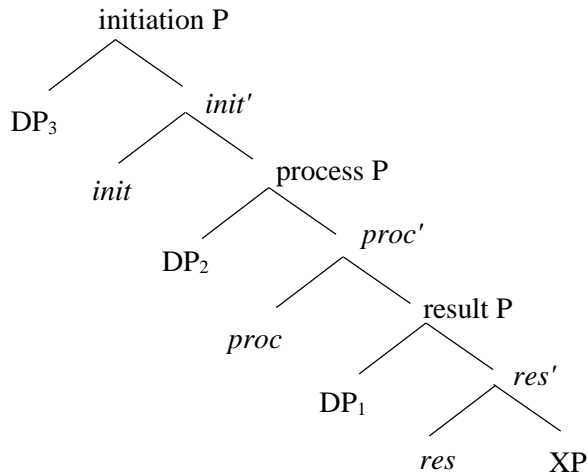 initiation P
DP₃ init'
init process P
DP₂ proc'
proc result P
DP₁ res'
res XP